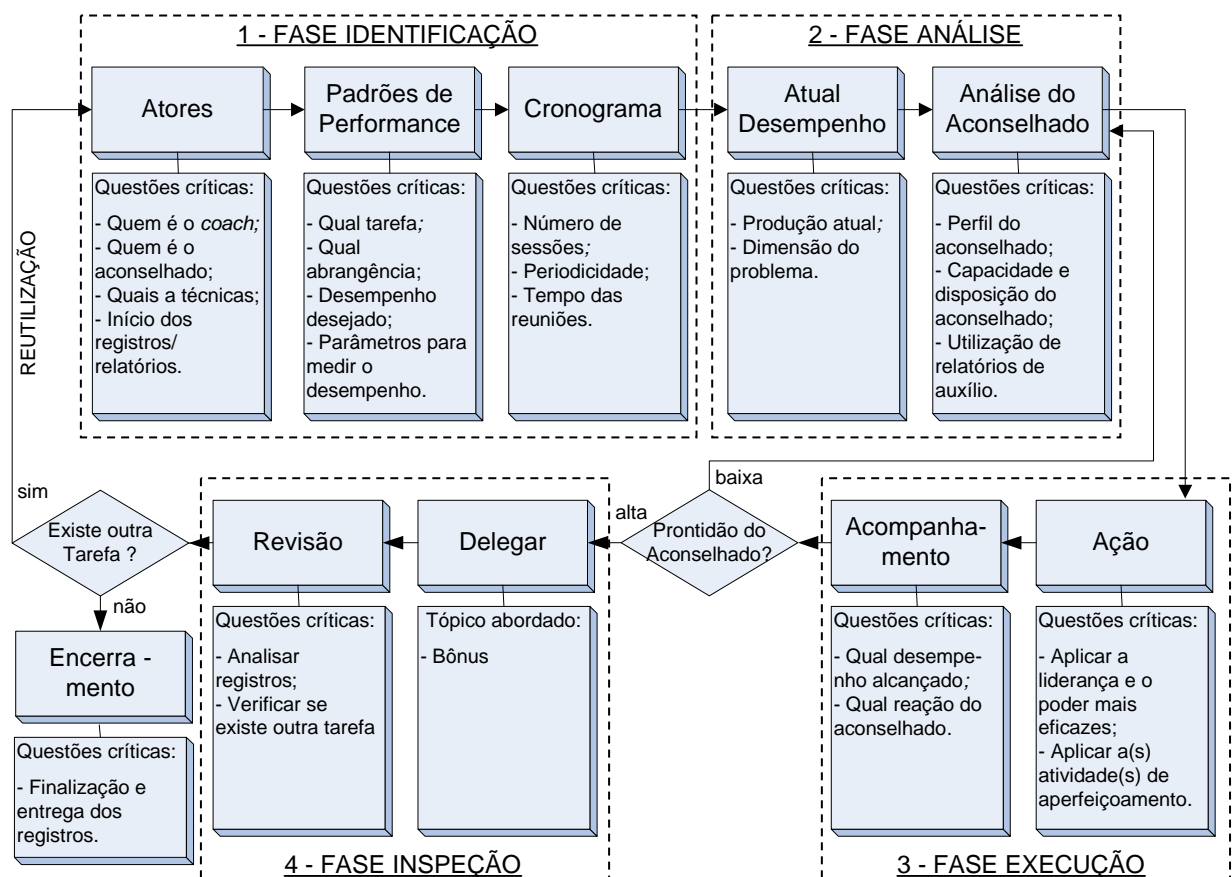 1 - FASE IDENTIFICAÇÃO
Atores
Questões críticas:
- Quem é o coach;
- Quem é o
aconselhado;
- Quais a técnicas;
- Início dos
registros/
relatórios.
Padrões de
Performance
Questões críticas:
- Qual tarefa;
- Qual
abrangência;
- Desempenho
desejado;
- Parâmetros para
medir o
desempenho.
Cronograma
Questões críticas:
- Número de
sessões;
- Periodicidade;
- Tempo das
reuniões.
2 - FASE ANÁLISE
Atual
Desempenho
Questões críticas:
- Produção atual;
- Dimensão do
problema.
Análise do
Aconselhado
Questões críticas:
- Perfil do
aconselhado;
- Capacidade e
disposição do
aconselhado;
- Utilização de
relatórios de
auxílio.
Ação
Questões críticas:
- Aplicar a
liderança e o
poder mais
eficazes;
- Aplicar a(s)
atividade(s) de
aperfeiçoamento.
Acompanha-
mento
Questões críticas:
- Qual desempe-
nho alcançado;
- Qual reação do
aconselhado.
3 - FASE EXECUÇÃO
Prontidão do
Aconselhado?
baixa
alta
Delegar
Tópico abordado:
- Bônus
Revisão
Questões críticas:
- Analisar
registros;
- Verificar se
existe outra tarefa
4 - FASE INSPEÇÃO
Existe outra
Tarefa ?
sim
REUTILIZAÇÃO
não
Encerra -
mento
Questões críticas:
- Finalização e
entrega dos
registros.